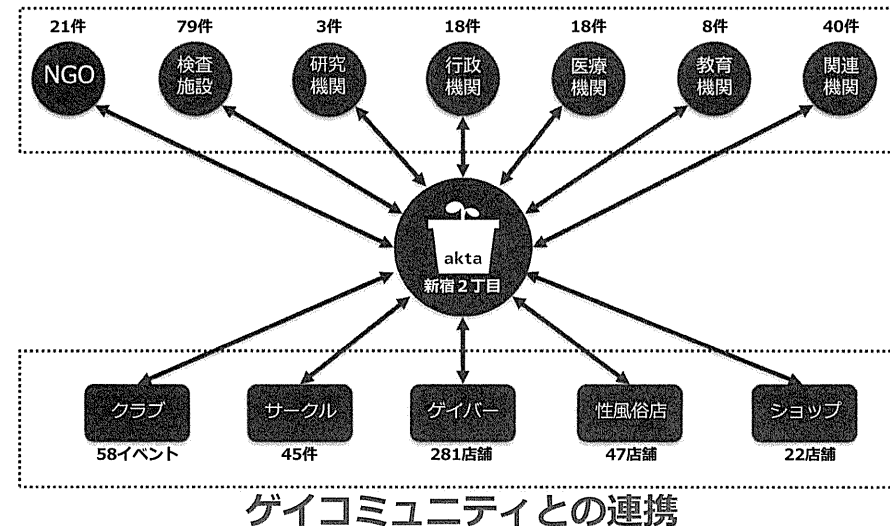 21件
79件
3件
18件
18件
8件
40件
NGO
検査
施設
研究
機関
行政
機関
医療
機関
教育
機関
関連
機関
akta
新宿2丁目
クラブ
サークル
ゲイバー
性風俗店
ショップ
58イベント
45件
281店舗
47店舗
22店舗
ゲイコミュニティとの連携